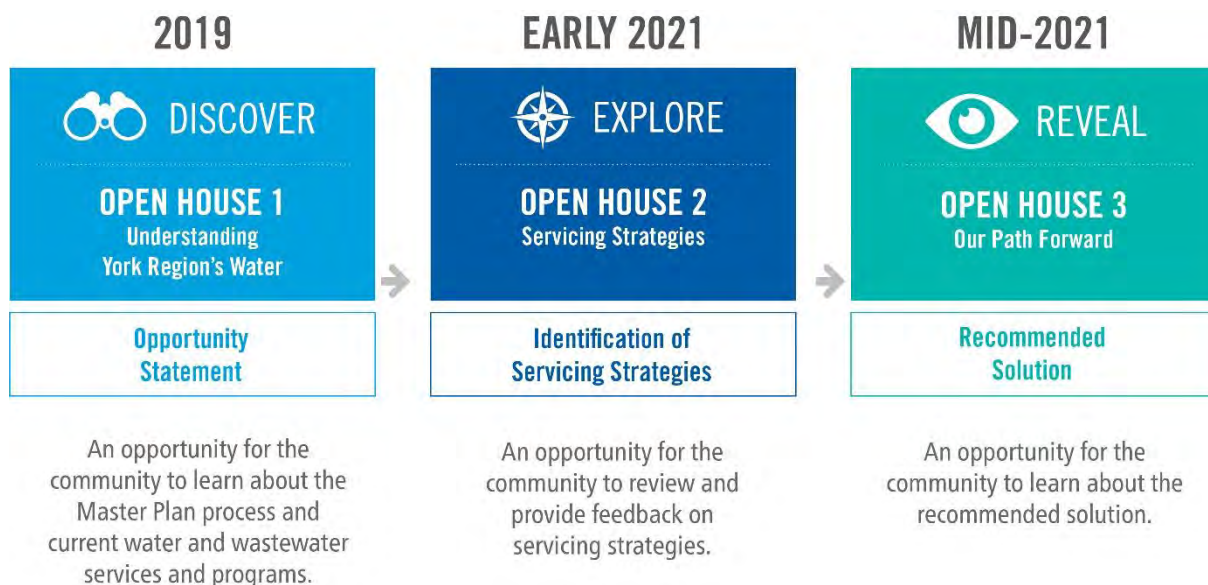 2019
DISCOVER
OPEN HOUSE 1
Understanding
York Region's Water
Opportunity
Statement
An opportunity for the
community to learn about the
Master Plan process and
current water and wastewater
services and programs.
EARLY 2021
EXPLORE
OPEN HOUSE 2
Servicing Strategies
Identification of
Servicing Strategies
An opportunity for the
community to review and
provide feedback on
servicing strategies.
MID-2021
REVEAL
OPEN HOUSE 3
Our Path Forward
Recommended
Solution
An opportunity for the
community to learn about the
recommended solution.